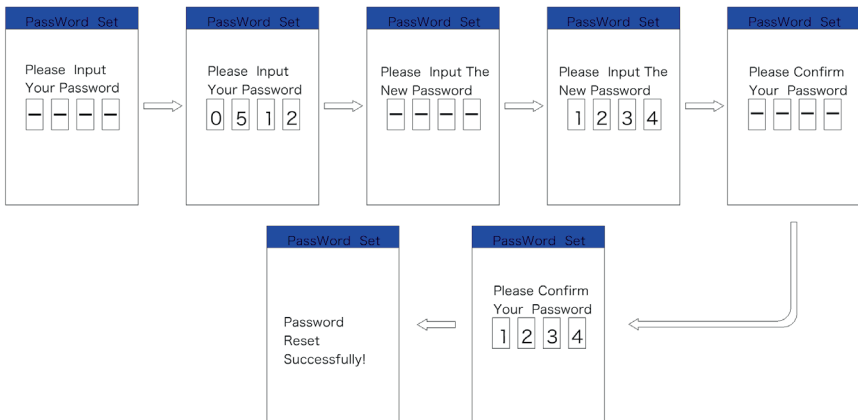 PassWord Set
Please Input
Your Password
– – – –
PassWord Set
Please Input
Your Password
0 5 1 2
PassWord Set
Please Input The
New Password
– – – –
PassWord Set
Please Input The
New Password
1 2 3 4
PassWord Set
Please Confirm
Your Password
– – – –
PassWord Set
Please Confirm
Your Password
1 2 3 4
PassWord Set
Password
Reset
Successfully!